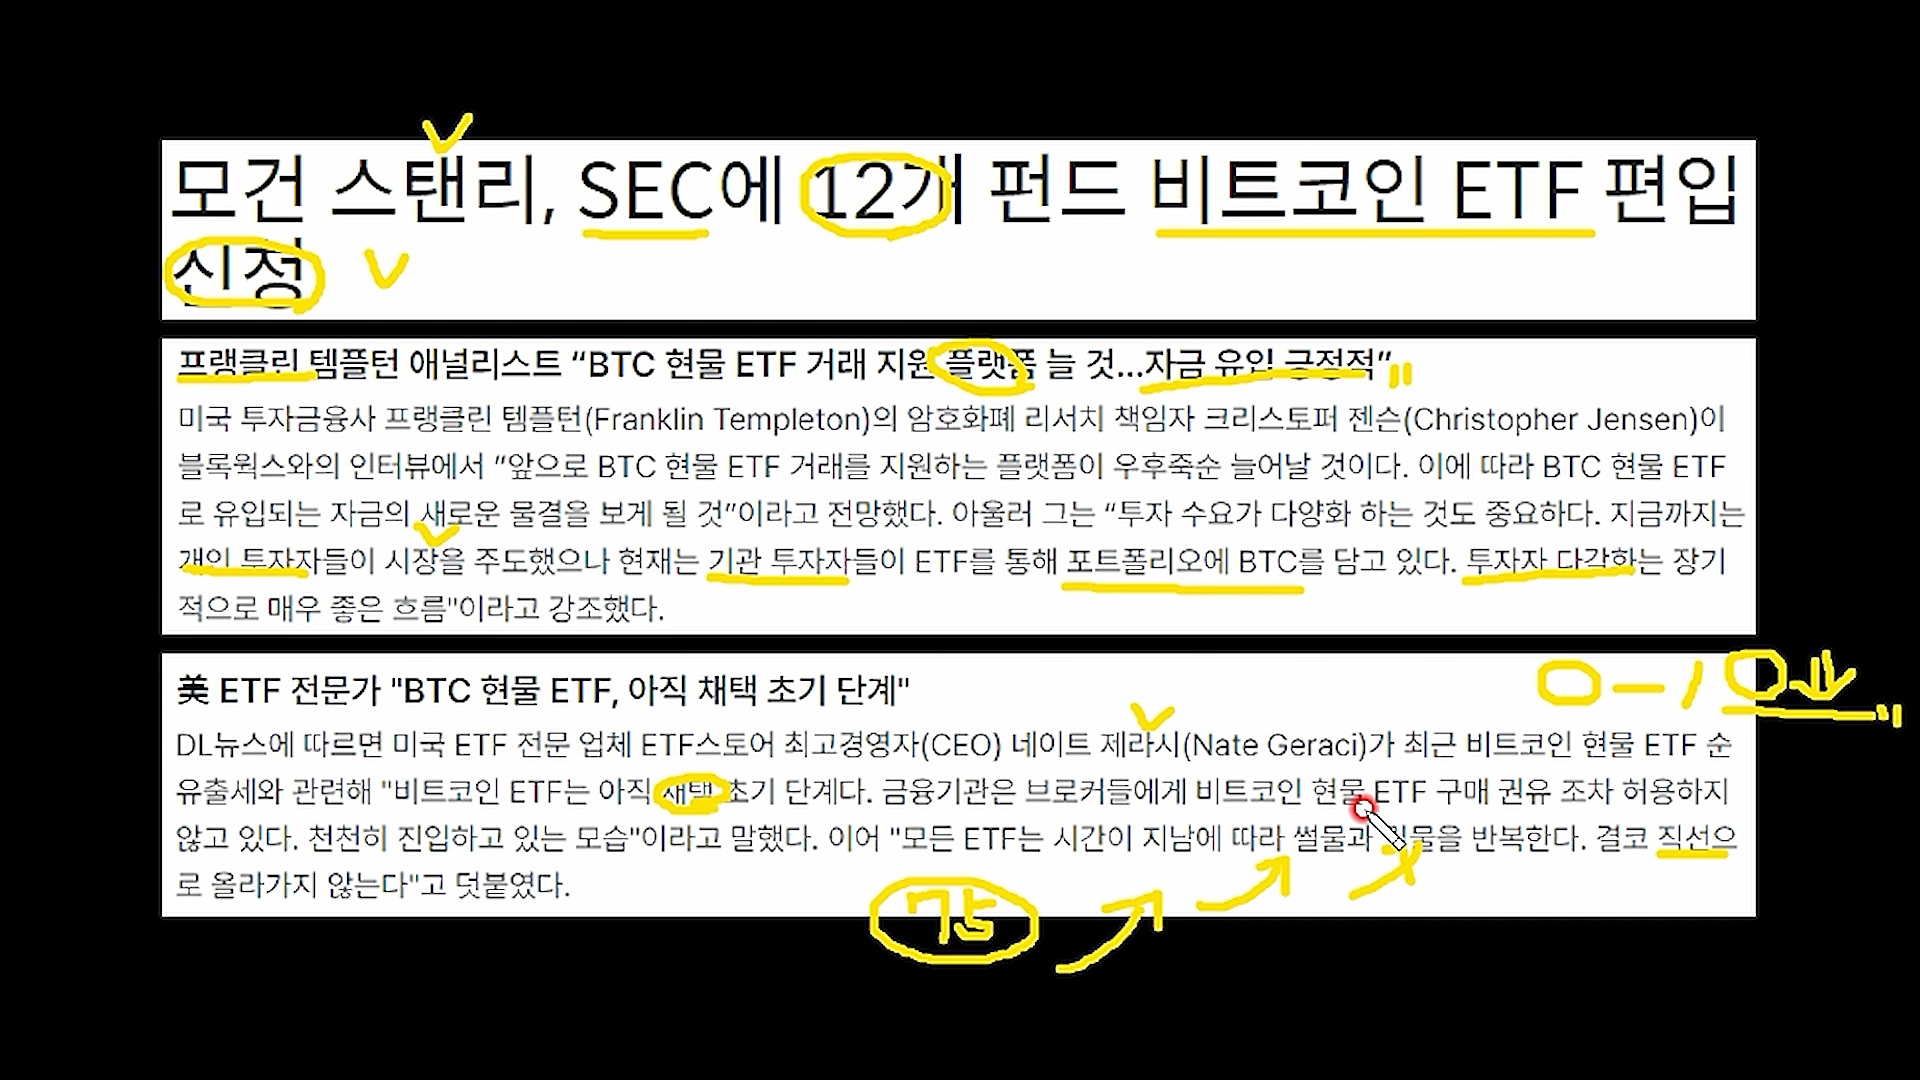 모건 스탠리, SEC에 12개 펀드 비트코인 ETF 편입
신청
프랭클린 템플턴 애널리스트 “BTC 현물 ETF 거래 지원 플랫폼 늘 것...자금 유입 긍정적”
미국 투자금융사 프랭클린 템플턴(Franklin Templeton)의 암호화폐 리서치 책임자 크리스토퍼 젠슨(Christopher Jensen)이
블록웍스와의 인터뷰에서 "앞으로 BTC 현물 ETF 거래를 지원하는 플랫폼이 우후죽순 늘어날 것이다. 이에 따라 BTC 현물 ETF
로 유입되는 자금의 새로운 물결을 보게 될 것"이라고 전망했다. 아울러 그는 “투자 수요가 다양화 하는 것도 중요하다. 지금까지는
개인 투자자들이 시장을 주도했으나 현재는 기관 투자자들이 ETF를 통해 포트폴리오에 BTC를 담고 있다. 투자자 다각화는 장기
적으로 매우 좋은 흐름"이라고 강조했다.
0-10
美 ETF 전문가 "BTC 현물 ETF, 아직 채택 초기 단계"
DL뉴스에 따르면 미국 ETF 전문 업체 ETF스토어 최고경영자(CEO) 네이트 제라시(Nate Geraci)가 최근 비트코인 현물 ETF 순
유출세와 관련해 "비트코인 ETF는 아직 채택 초기 단계다. 금융기관은 브로커들에게 비트코인 현물 ETF 구매 권유 조차 허용하지
않고 있다. 천천히 진입하고 있는 모습"이라고 말했다. 이어 "모든 ETF는 시간이 지남에 따라 썰물과 밀물을 반복한다. 결코 직선으
로 올라가지 않는다"고 덧붙였다.
75